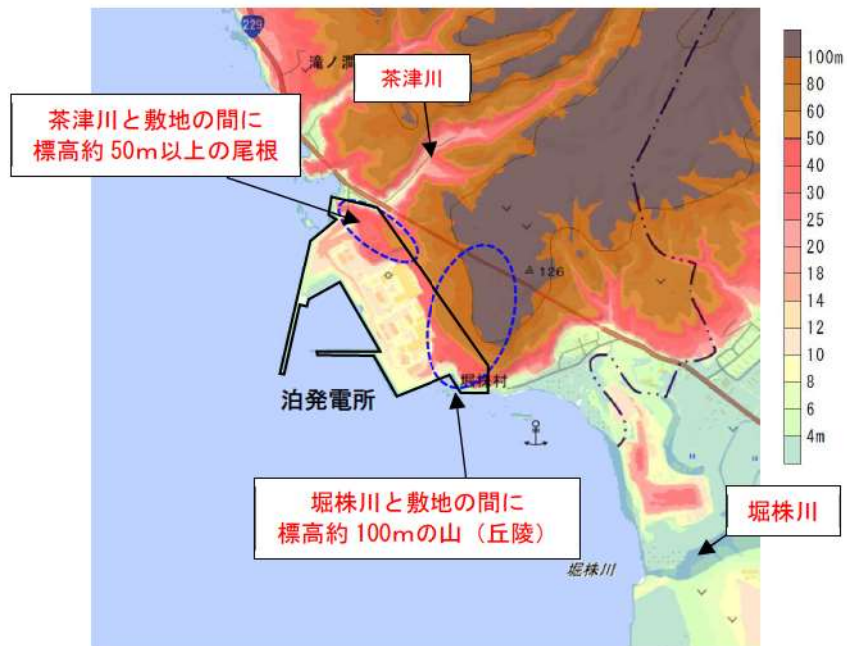 229
滝ノ澗
茶津川
茶津川と敷地の間に
標高約50m以上の尾根
126
堀株村
泊発電所
堀株川と敷地の間に
標高約100mの山（丘陵）
堀株川
堀株川
100m
80
60
50
40
30
25
20
18
14
12
10
8
6
4m